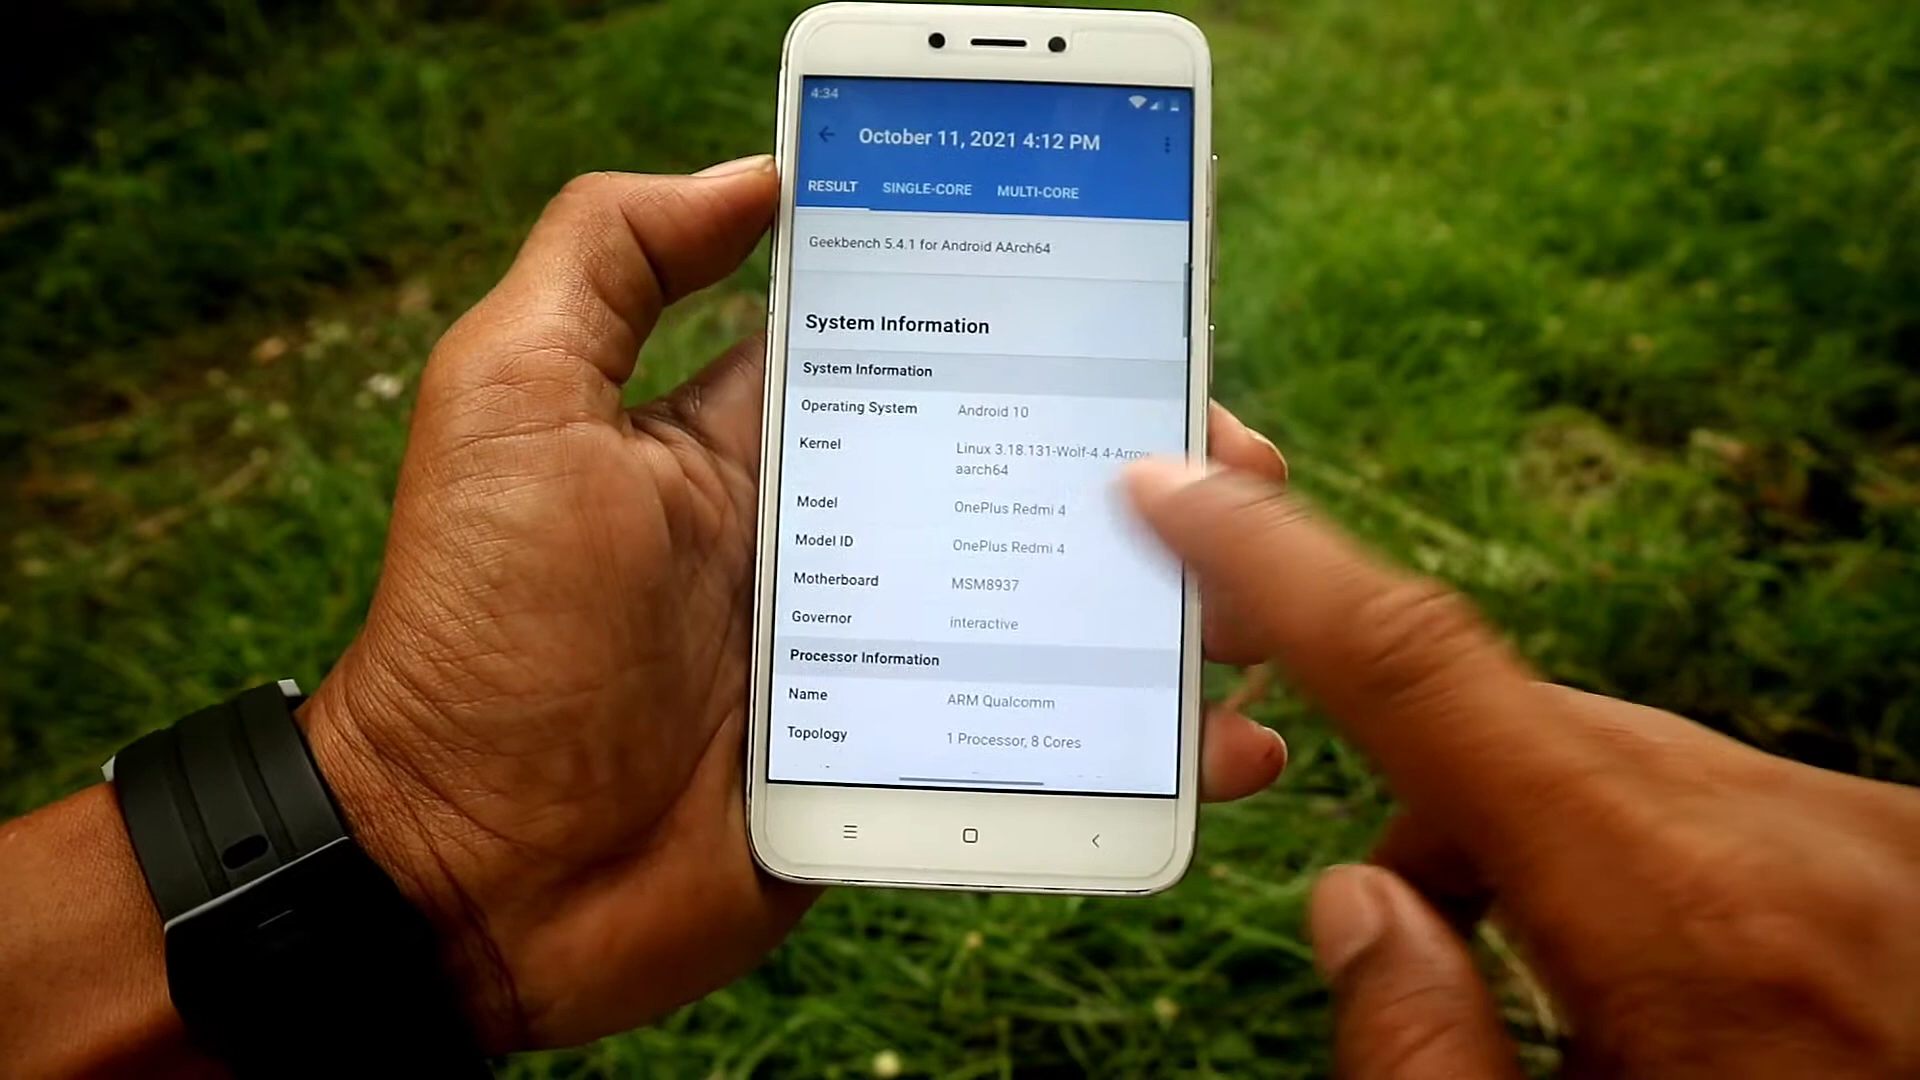 4:34
October 11, 2021 4:12 PM
RESULT SINGLE-CORE MULTI-CORE
Geekbench 5.4.1 for Android AArch64
System Information
System Information
Operating System Android 10
Kernel Linux 3.18.131-Wolf-4.4-Arrow
aarch64
Model OnePlus Redmi 4
Model ID OnePlus Redmi 4
Motherboard MSM8937
Governor interactive
Processor Information
Name ARM Qualcomm
Topology 1 Processor, 8 Cores